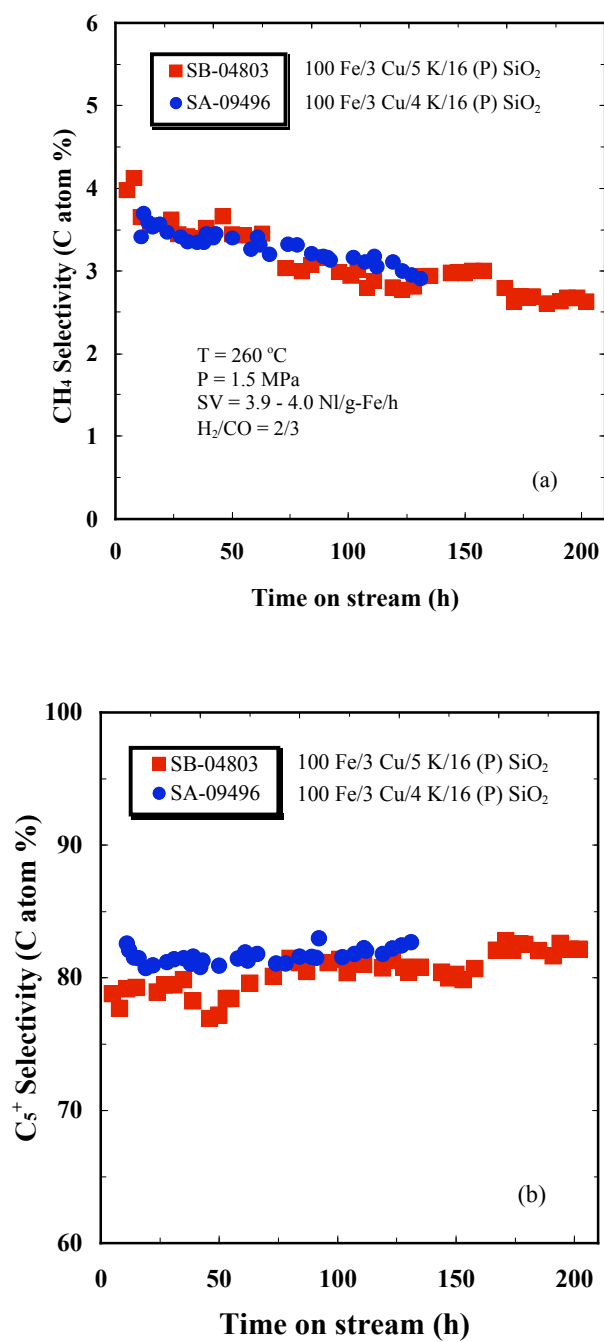 6
5
4
3
2
1
0
CH₄ Selectivity (C atom %)
SB-04803 100 Fe/3 Cu/5 K/16 (P) SiO₂
SA-09496 100 Fe/3 Cu/4 K/16 (P) SiO₂
T = 260 °C
P = 1.5 MPa
SV = 3.9 - 4.0 Nl/g-Fe/h
H₂/CO = 2/3
(a)
0 50 100 150 200
Time on stream (h)
100
90
80
70
60
C₅⁺ Selectivity (C atom %)
SB-04803 100 Fe/3 Cu/5 K/16 (P) SiO₂
SA-09496 100 Fe/3 Cu/4 K/16 (P) SiO₂
(b)
0 50 100 150 200
Time on stream (h)